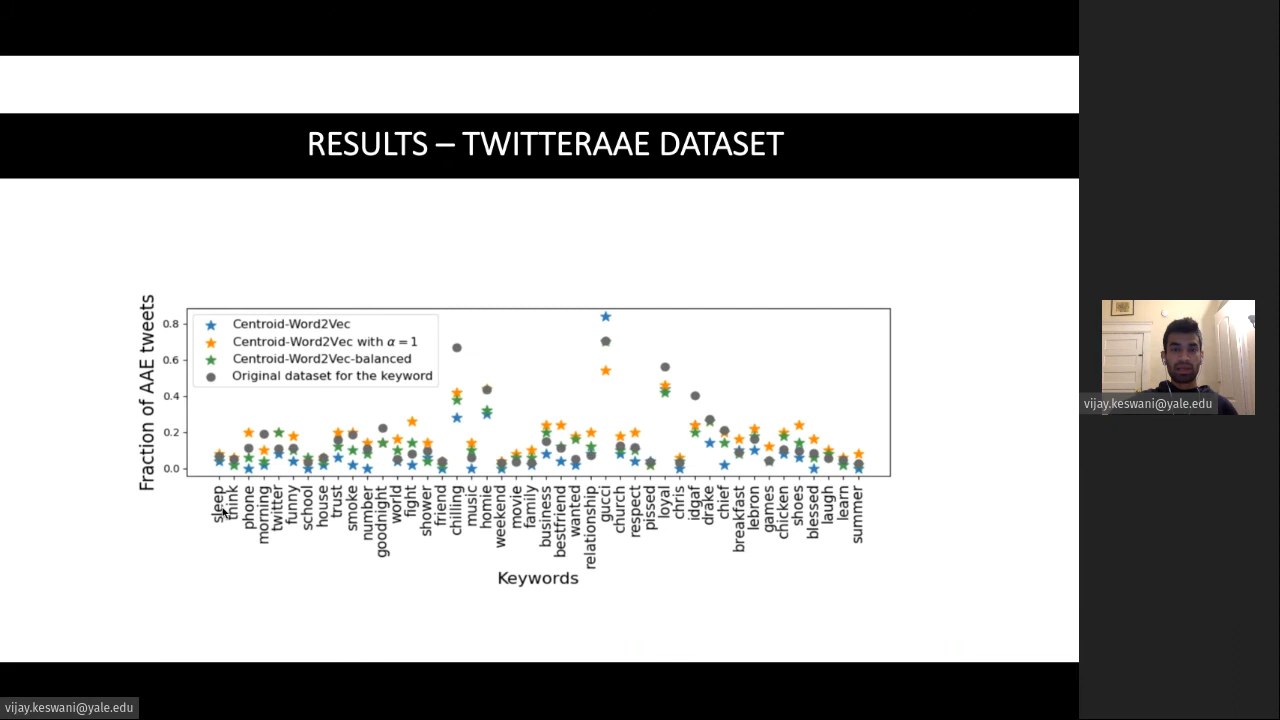 RESULTS – TWITTERAAE DATASET
Fraction of AAE tweets
0.8
0.6
0.4
0.2
0.0
Centroid-Word2Vec
Centroid-Word2Vec with α = 1
Centroid-Word2Vec-balanced
Original dataset for the keyword
sleep
think
phone
morning
twitter
funny
school
house
trust
smoke
number
goodnight
world
fight
shower
friend
chilling
music
homie
weekend
movie
family
business
bestfriend
wanted
relationship
gucci
church
respect
pissed
loyal
chris
idgaf
drake
chief
breakfast
lebron
games
chicken
shoes
blessed
laugh
learn
summer
Keywords
vijay.keswani@yale.edu
vijay.keswani@yale.edu